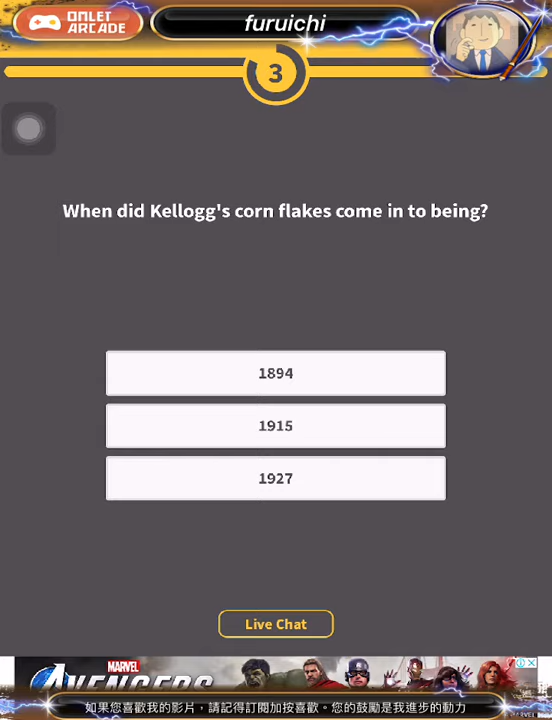 ONLET
ARCADE
furuichi
3
When did Kellogg's corn flakes come in to being?
1894
1915
1927
Live Chat
MARVEL
AVENGERS
如果您喜歡我的影片，請記得訂閱加按喜歡。您的鼓勵是我進步的動力